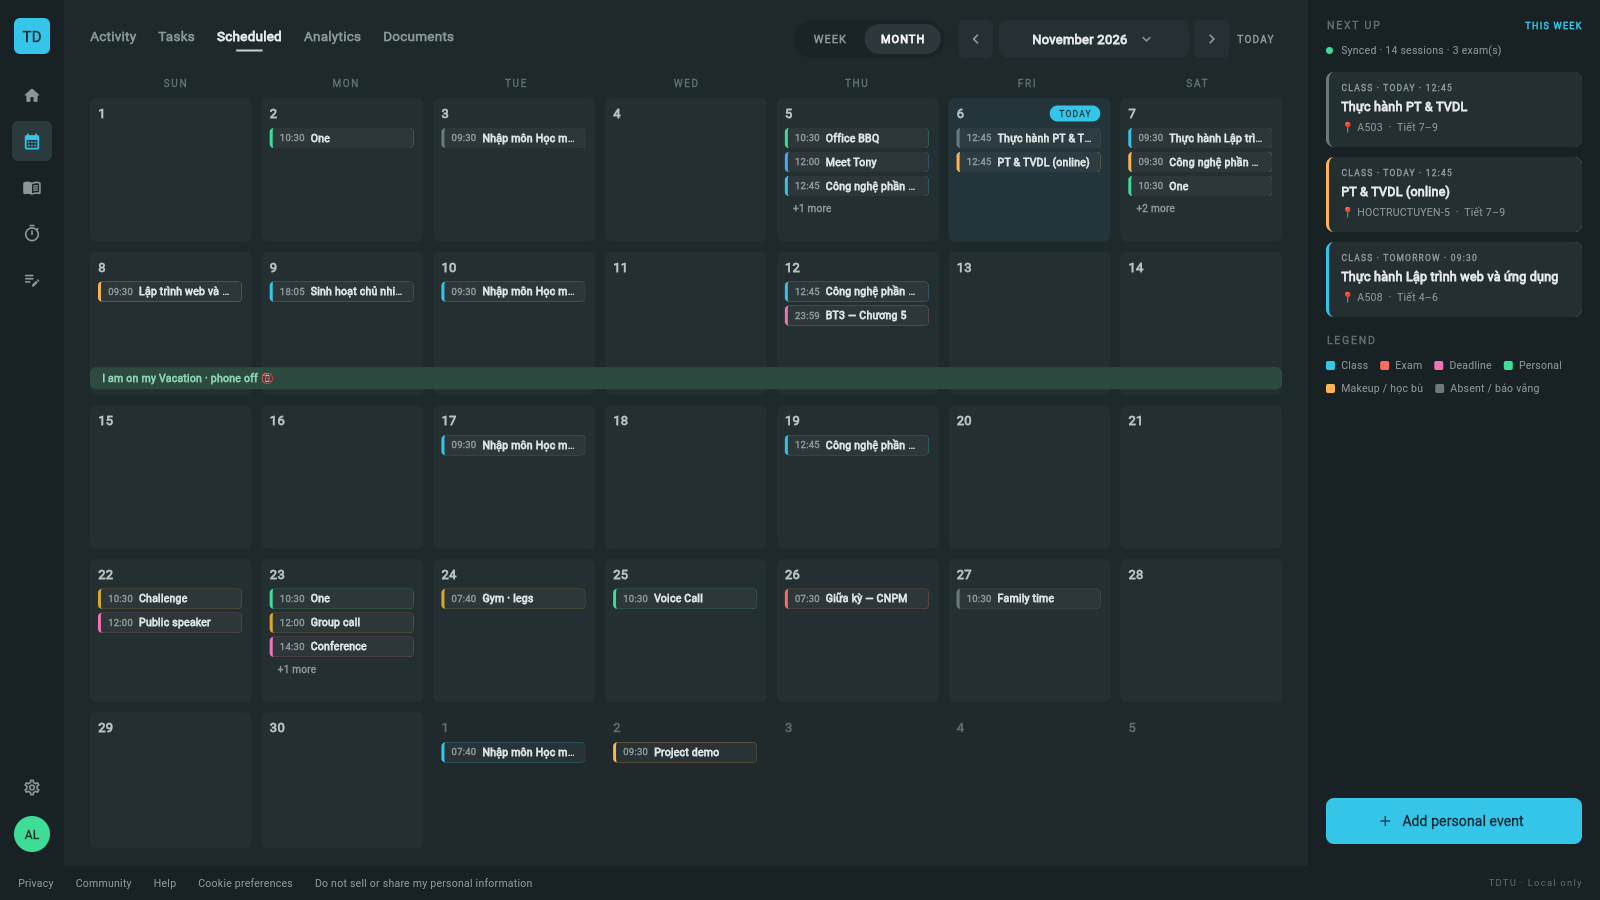 TD
Activity Tasks Scheduled Analytics Documents
WEEK MONTH
November 2026
TODAY
SUN MON TUE WED THU FRI SAT
1
2
10:30 One
3
09:30 Nhập môn Học m...
4
5
10:30 Office BBQ
12:00 Meet Tony
12:45 Công nghệ phần ...
+1 more
6 TODAY
12:45 Thực hành PT & T...
12:45 PT & TVDL (online)
7
09:30 Thực hành Lập trì...
09:30 Công nghệ phần ...
10:30 One
+2 more
8
09:30 Lập trình web và ...
9
18:05 Sinh hoạt chủ nhi...
10
09:30 Nhập môn Học m...
11
12
12:45 Công nghệ phần ...
23:59 BT3 — Chương 5
13
14
I am on my Vacation · phone off
15
16
17
09:30 Nhập môn Học m...
18
19
12:45 Công nghệ phần ...
20
21
22
10:30 Challenge
12:00 Public speaker
23
10:30 One
12:00 Group call
14:30 Conference
+1 more
24
07:40 Gym · legs
25
10:30 Voice Call
26
07:30 Giữa kỳ — CNPM
27
10:30 Family time
28
29
30
1
07:40 Nhập môn Học m...
2
09:30 Project demo
3
4
5
NEXT UP THIS WEEK
Synced · 14 sessions · 3 exam(s)
CLASS · TODAY · 12:45
Thực hành PT & TVDL
A503 · Tiết 7–9
CLASS · TODAY · 12:45
PT & TVDL (online)
HOCTRUCTUYEN-5 · Tiết 7–9
CLASS · TOMORROW · 09:30
Thực hành Lập trình web và ứng dụng
A508 · Tiết 4–6
LEGEND
Class Exam Deadline Personal
Makeup / học bù Absent / báo vắng
+ Add personal event
AL
Privacy Community Help Cookie preferences Do not sell or share my personal information
TDTU · Local only